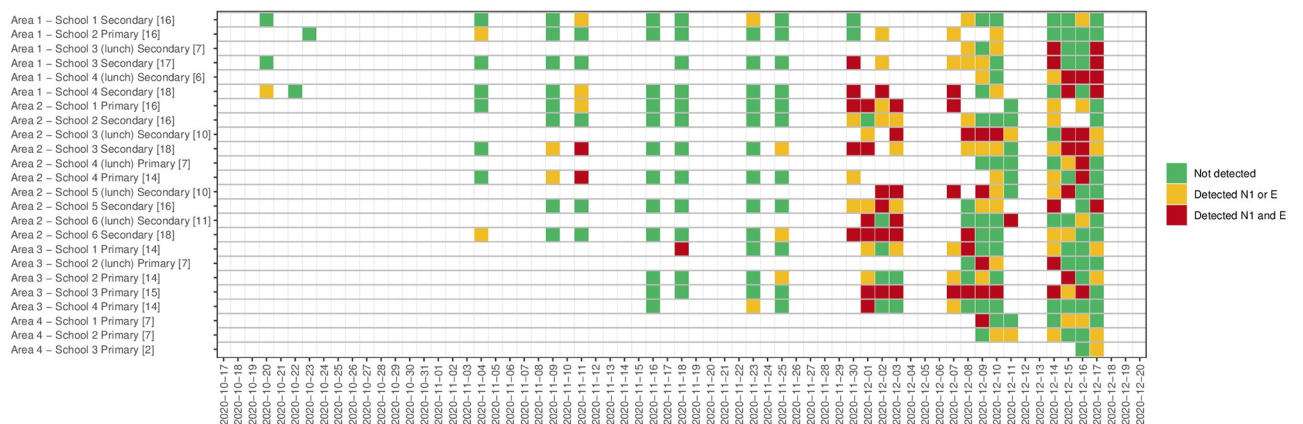 Area 1 – School 1 Secondary [16]
Area 1 – School 2 Primary [16]
Area 1 – School 3 (lunch) Secondary [7]
Area 1 – School 3 Secondary [17]
Area 1 – School 4 (lunch) Secondary [6]
Area 1 – School 4 Secondary [18]
Area 2 – School 1 Primary [16]
Area 2 – School 2 Secondary [16]
Area 2 – School 3 (lunch) Secondary [10]
Area 2 – School 3 Secondary [18]
Area 2 – School 4 (lunch) Primary [7]
Area 2 – School 4 Primary [14]
Area 2 – School 5 (lunch) Secondary [10]
Area 2 – School 5 Secondary [16]
Area 2 – School 6 (lunch) Secondary [11]
Area 2 – School 6 Secondary [18]
Area 3 – School 1 Primary [14]
Area 3 – School 2 (lunch) Primary [7]
Area 3 – School 2 Primary [14]
Area 3 – School 3 Primary [15]
Area 3 – School 4 Primary [14]
Area 4 – School 1 Primary [7]
Area 4 – School 2 Primary [7]
Area 4 – School 3 Primary [2]
2020–10–17
2020–10–18
2020–10–19
2020–10–20
2020–10–21
2020–10–22
2020–10–23
2020–10–24
2020–10–25
2020–10–26
2020–10–27
2020–10–28
2020–10–29
2020–10–30
2020–10–31
2020–11–01
2020–11–02
2020–11–03
2020–11–04
2020–11–05
2020–11–06
2020–11–07
2020–11–08
2020–11–09
2020–11–10
2020–11–11
2020–11–12
2020–11–13
2020–11–14
2020–11–15
2020–11–16
2020–11–17
2020–11–18
2020–11–19
2020–11–20
2020–11–21
2020–11–22
2020–11–23
2020–11–24
2020–11–25
2020–11–26
2020–11–27
2020–11–28
2020–11–29
2020–11–30
2020–12–01
2020–12–02
2020–12–03
2020–12–04
2020–12–05
2020–12–06
2020–12–07
2020–12–08
2020–12–09
2020–12–10
2020–12–11
2020–12–12
2020–12–13
2020–12–14
2020–12–15
2020–12–16
2020–12–17
2020–12–18
2020–12–19
2020–12–20
Not detected
Detected N1 or E
Detected N1 and E